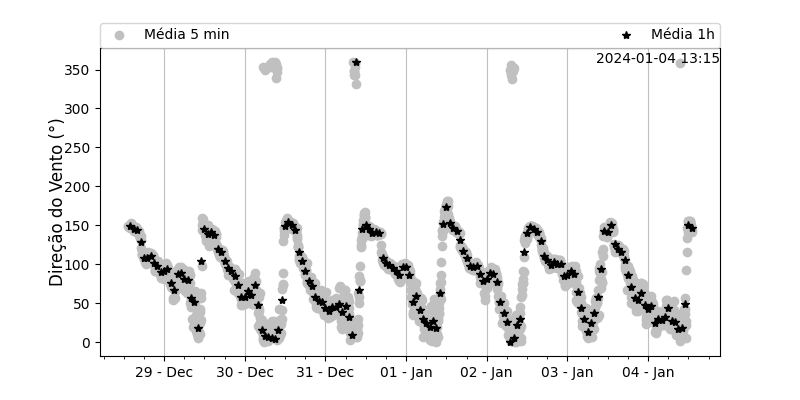 Média 5 min
Média 1h
2024-01-04 13:15
Direção do Vento (°)
350
300
250
200
150
100
50
0
29 - Dec
30 - Dec
31 - Dec
01 - Jan
02 - Jan
03 - Jan
04 - Jan